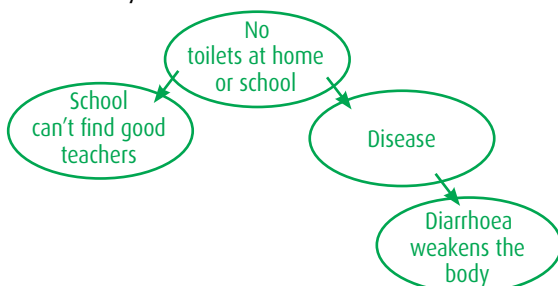 No
toilets at home
or school
School
can't find good
teachers
Disease
Diarrhoea
weakens the
body